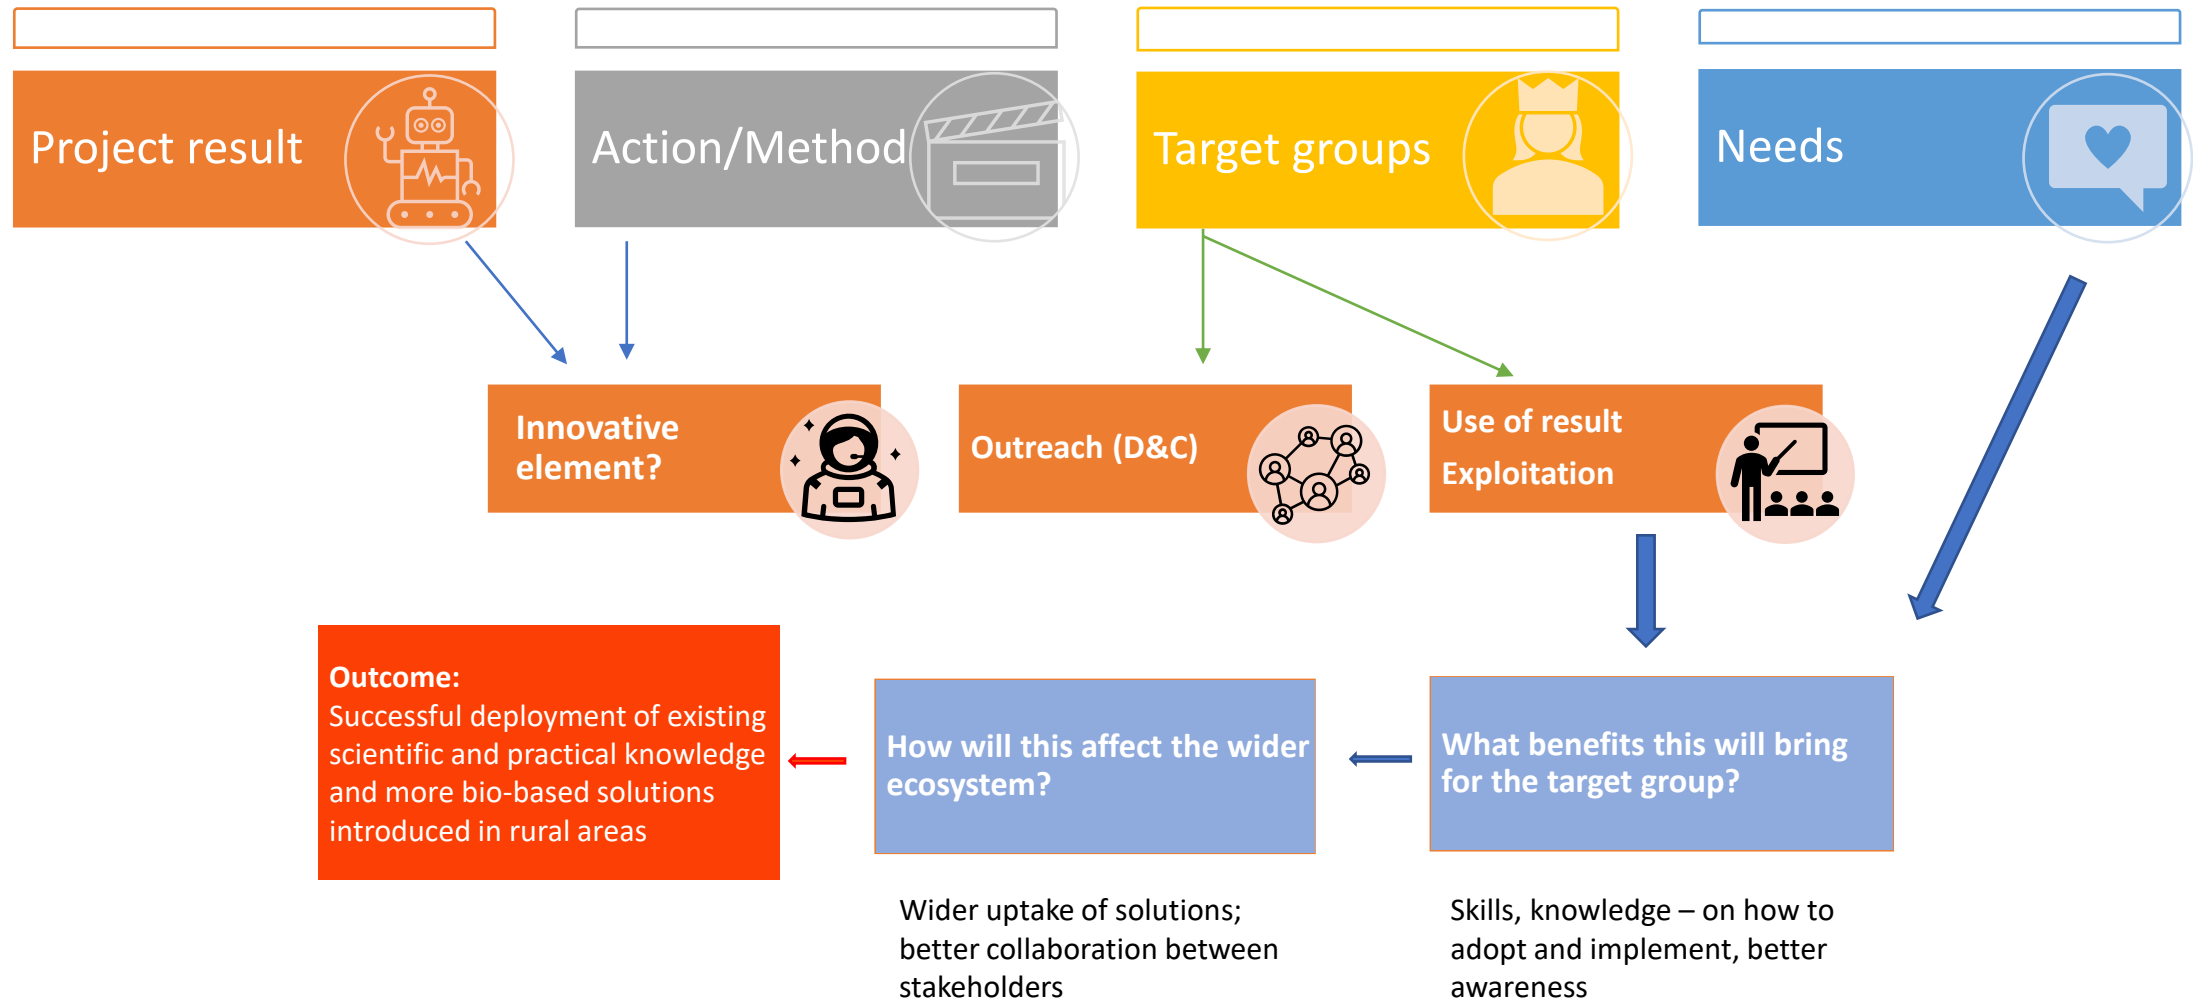 Project result
Action/Method
Target groups
Needs
Innovative
element?
Outreach (D&C)
Use of result
Exploitation
Outcome:
Successful deployment of existing
scientific and practical knowledge
and more bio-based solutions
introduced in rural areas
How will this affect the wider
ecosystem?
What benefits this will bring
for the target group?
Wider uptake of solutions;
better collaboration between
stakeholders
Skills, knowledge – on how to
adopt and implement, better
awareness